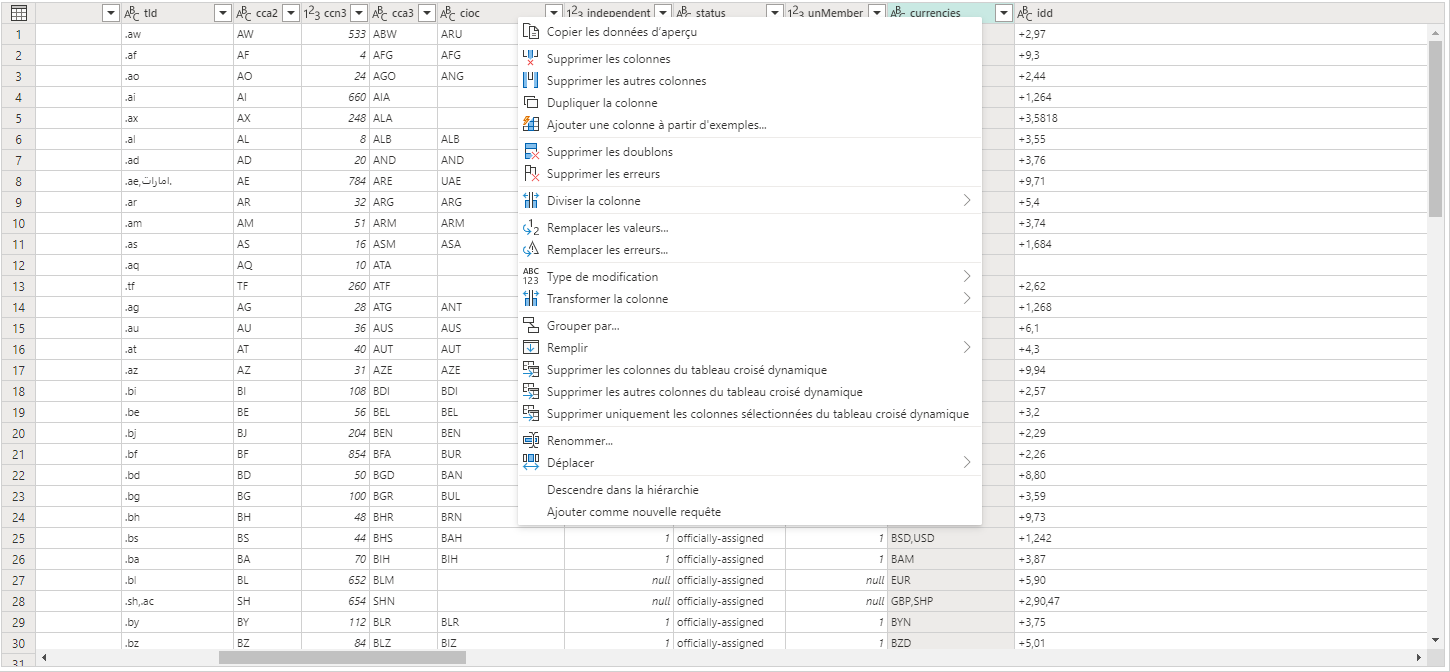 tld ABC cca2 123 ccn3 ABC cca3 ABC cioc 123 independent ABC status 123 unMember ABC currencies ABC idd
1 .aw AW 533 ABW ARU +2,97
2 .af AF 4 AFG AFG +9,3
3 .ao AO 24 AGO ANG +2,44
4 .ai AI 660 AIA +1,264
5 .ax AX 248 ALA +3,5818
6 .al AL 8 ALB ALB +3,55
7 .ad AD 20 AND AND +3,76
8 .ae,امارات. AE 784 ARE UAE +9,71
9 .ar AR 32 ARG ARG +5,4
10 .am AM 51 ARM ARM +3,74
11 .as AS 16 ASM ASA +1,684
12 .aq AQ 10 ATA
13 .tf TF 260 ATF +2,62
14 .ag AG 28 ATG ANT +1,268
15 .au AU 36 AUS AUS +6,1
16 .at AT 40 AUT AUT +4,3
17 .az AZ 31 AZE AZE +9,94
18 .bi BI 108 BDI BDI +2,57
19 .be BE 56 BEL BEL +3,2
20 .bj BJ 204 BEN BEN +2,29
21 .bf BF 854 BFA BUR +2,26
22 .bd BD 50 BGD BAN +8,80
23 .bg BG 100 BGR BUL +3,59
24 .bh BH 48 BHR BRN +9,73
25 .bs BS 44 BHS BAH 1 officially-assigned 1 BSD,USD +1,242
26 .ba BA 70 BIH BIH 1 officially-assigned 1 BAM +3,87
27 .bl BL 652 BLM null officially-assigned null EUR +5,90
28 .sh,.ac SH 654 SHN null officially-assigned null GBP,SHP +2,90,47
29 .by BY 112 BLR BLR 1 officially-assigned 1 BYN +3,75
30 .bz BZ 84 BLZ BIZ 1 officially-assigned 1 BZD +5,01
31
Copier les données d'aperçu
Supprimer les colonnes
Supprimer les autres colonnes
Dupliquer la colonne
Ajouter une colonne à partir d'exemples...
Supprimer les doublons
Supprimer les erreurs
Diviser la colonne
Remplacer les valeurs...
Remplacer les erreurs...
ABC
123 Type de modification
Transformer la colonne
Grouper par...
Remplir
Supprimer les colonnes du tableau croisé dynamique
Supprimer les autres colonnes du tableau croisé dynamique
Supprimer uniquement les colonnes sélectionnées du tableau croisé dynamique
Renommer...
Déplacer
Descendre dans la hiérarchie
Ajouter comme nouvelle requête